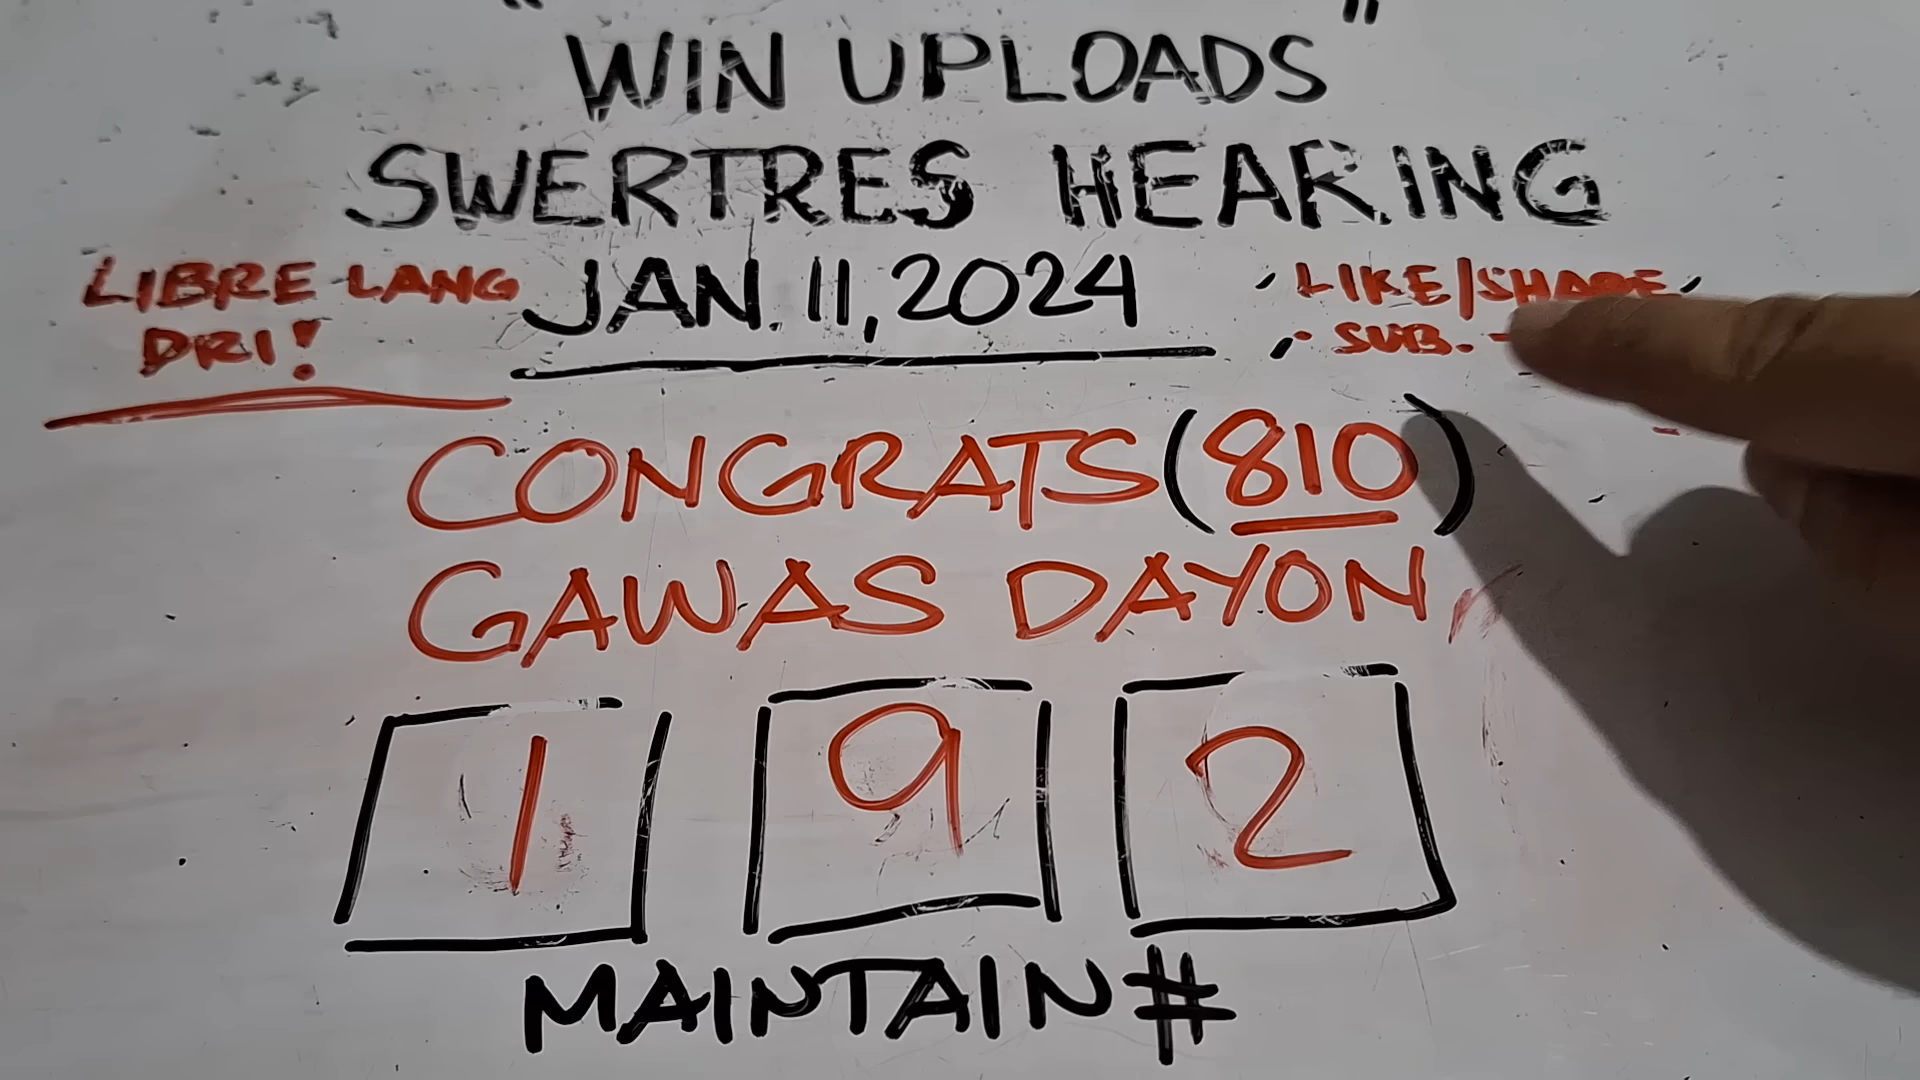 "WIN UPLOADS"
SWERTRES HEARING
JAN. 11, 2024
LIBRE LANG
DRI!
LIKE/SHARE
SUB.
CONGRATS (810)
GAWAS DAYON
1 9 2
MAINTAIN #